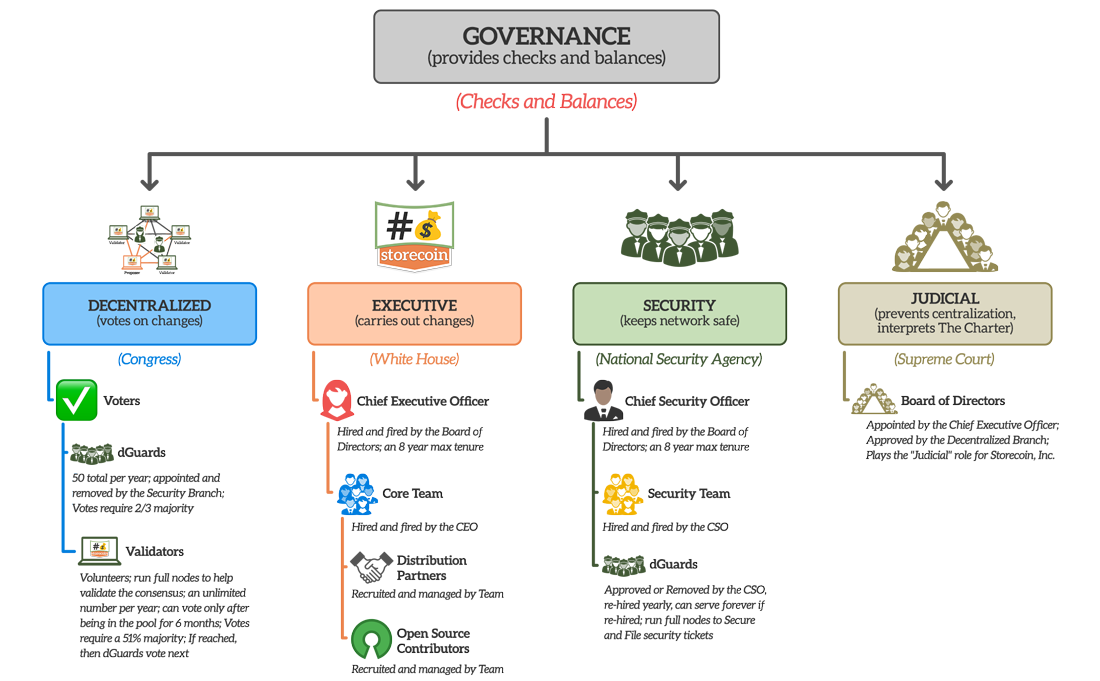 GOVERNANCE
(provides checks and balances)
(Checks and Balances)
Validator
Validator
Proposer
Validator
#
$
storecoin
DECENTRALIZED
(votes on changes)
(Congress)
Voters
dGuards
50 total per year; appointed and
removed by the Security Branch;
Votes require 2/3 majority
Validators
Volunteers; run full nodes to help
validate the consensus; an unlimited
number per year; can vote only after
being in the pool for 6 months; Votes
require a 51% majority; If reached,
then dGuards vote next
EXECUTIVE
(carries out changes)
(White House)
Chief Executive Officer
Hired and fired by the Board of
Directors; an 8 year max tenure
Core Team
Hired and fired by the CEO
Distribution
Partners
Recruited and managed by Team
Open Source
Contributors
Recruited and managed by Team
SECURITY
(keeps network safe)
(National Security Agency)
Chief Security Officer
Hired and fired by the Board of
Directors; an 8 year max tenure
Security Team
Hired and fired by the CSO
dGuards
Approved or Removed by the CSO,
re-hired yearly, can serve forever if
re-hired; run full nodes to Secure
and File security tickets
JUDICIAL
(prevents centralization,
interprets The Charter)
(Supreme Court)
Board of Directors
Appointed by the Chief Executive Officer;
Approved by the Decentralized Branch;
Plays the "Judicial" role for Storecoin, Inc.